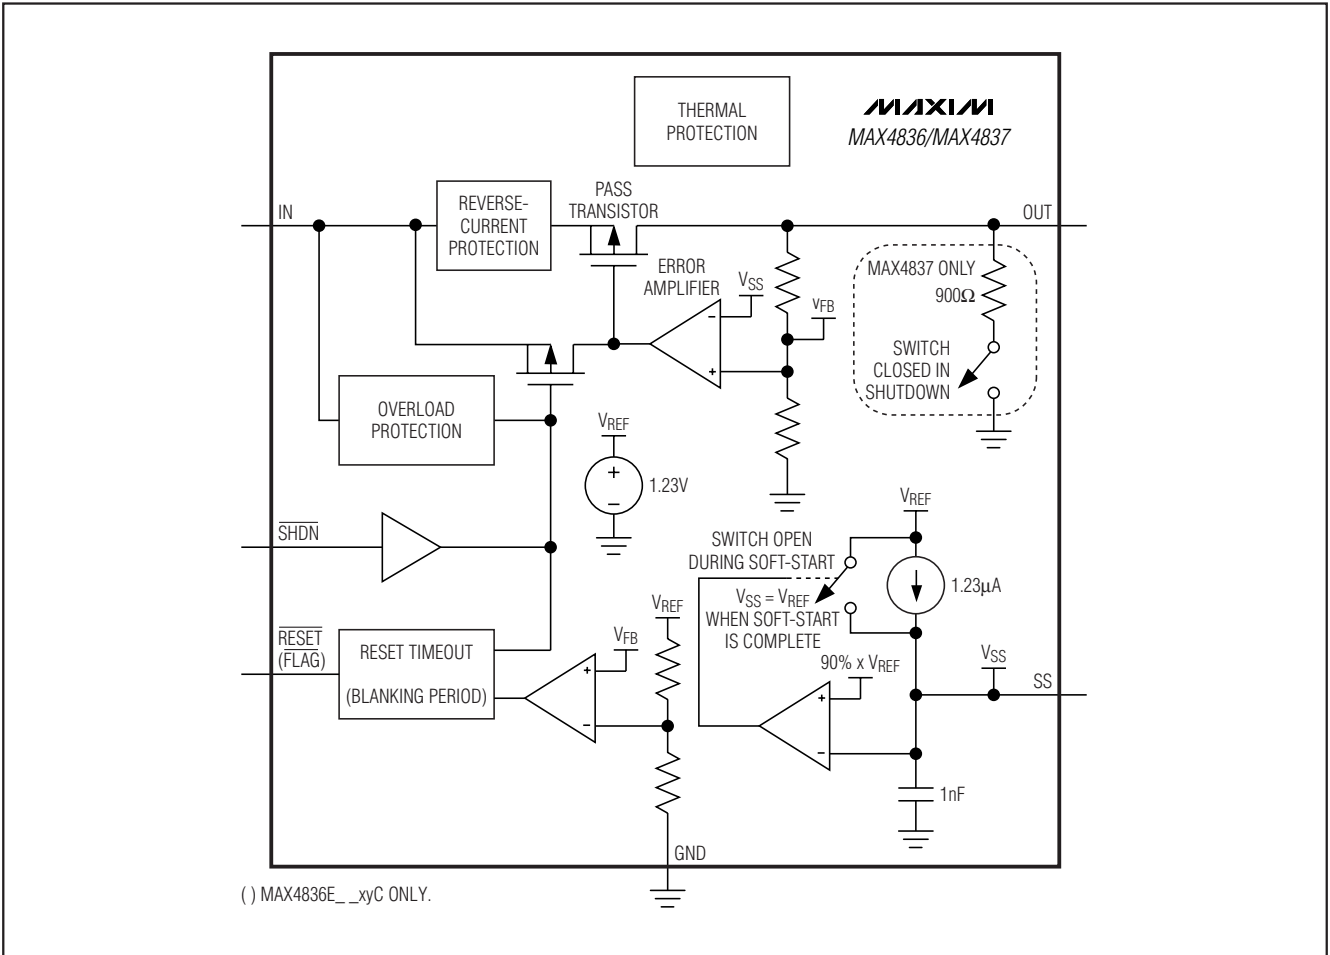 THERMAL
PROTECTION
MAXIM
MAX4836/MAX4837
IN
REVERSE-
CURRENT
PROTECTION
PASS
TRANSISTOR
OUT
ERROR
AMPLIFIER
VSS
-
+
VFB
MAX4837 ONLY
900Ω
SWITCH
CLOSED IN
SHUTDOWN
OVERLOAD
PROTECTION
VREF
+
-
1.23V
SHDN
SWITCH OPEN
DURING SOFT-START
VSS = VREF
WHEN SOFT-START
IS COMPLETE
VREF
1.23μA
RESET
(FLAG)
RESET TIMEOUT
(BLANKING PERIOD)
VFB
+
-
VREF
90% x VREF
+
-
VSS
SS
1nF
GND
( ) MAX4836E_ _xyC ONLY.